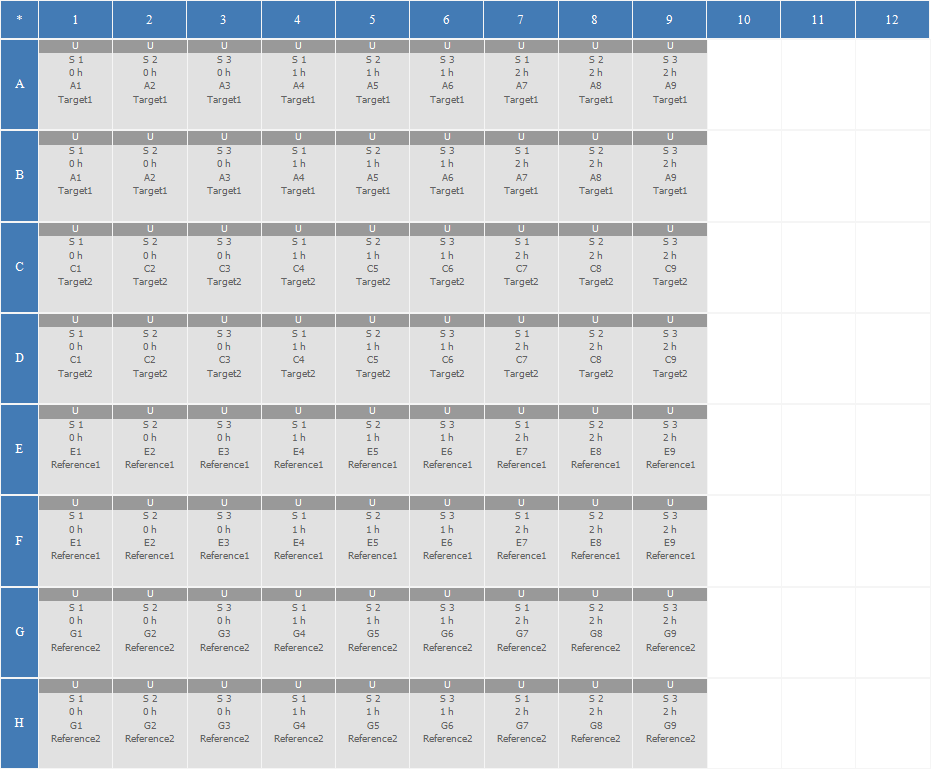 * 1 2 3 4 5 6 7 8 9 10 11 12
U U U U U U U U U
S 1 S 2 S 3 S 1 S 2 S 3 S 1 S 2 S 3
0 h 0 h 0 h 1 h 1 h 1 h 2 h 2 h 2 h
A A1 A2 A3 A4 A5 A6 A7 A8 A9
Target1 Target1 Target1 Target1 Target1 Target1 Target1 Target1 Target1
U U U U U U U U U
S 1 S 2 S 3 S 1 S 2 S 3 S 1 S 2 S 3
0 h 0 h 0 h 1 h 1 h 1 h 2 h 2 h 2 h
B A1 A2 A3 A4 A5 A6 A7 A8 A9
Target1 Target1 Target1 Target1 Target1 Target1 Target1 Target1 Target1
U U U U U U U U U
S 1 S 2 S 3 S 1 S 2 S 3 S 1 S 2 S 3
0 h 0 h 0 h 1 h 1 h 1 h 2 h 2 h 2 h
C C1 C2 C3 C4 C5 C6 C7 C8 C9
Target2 Target2 Target2 Target2 Target2 Target2 Target2 Target2 Target2
U U U U U U U U U
S 1 S 2 S 3 S 1 S 2 S 3 S 1 S 2 S 3
0 h 0 h 0 h 1 h 1 h 1 h 2 h 2 h 2 h
D C1 C2 C3 C4 C5 C6 C7 C8 C9
Target2 Target2 Target2 Target2 Target2 Target2 Target2 Target2 Target2
U U U U U U U U U
S 1 S 2 S 3 S 1 S 2 S 3 S 1 S 2 S 3
0 h 0 h 0 h 1 h 1 h 1 h 2 h 2 h 2 h
E E1 E2 E3 E4 E5 E6 E7 E8 E9
Reference1 Reference1 Reference1 Reference1 Reference1 Reference1 Reference1 Reference1 Reference1
U U U U U U U U U
S 1 S 2 S 3 S 1 S 2 S 3 S 1 S 2 S 3
0 h 0 h 0 h 1 h 1 h 1 h 2 h 2 h 2 h
F E1 E2 E3 E4 E5 E6 E7 E8 E9
Reference1 Reference1 Reference1 Reference1 Reference1 Reference1 Reference1 Reference1 Reference1
U U U U U U U U U
S 1 S 2 S 3 S 1 S 2 S 3 S 1 S 2 S 3
0 h 0 h 0 h 1 h 1 h 1 h 2 h 2 h 2 h
G G1 G2 G3 G4 G5 G6 G7 G8 G9
Reference2 Reference2 Reference2 Reference2 Reference2 Reference2 Reference2 Reference2 Reference2
U U U U U U U U U
S 1 S 2 S 3 S 1 S 2 S 3 S 1 S 2 S 3
0 h 0 h 0 h 1 h 1 h 1 h 2 h 2 h 2 h
H G1 G2 G3 G4 G5 G6 G7 G8 G9
Reference2 Reference2 Reference2 Reference2 Reference2 Reference2 Reference2 Reference2 Reference2